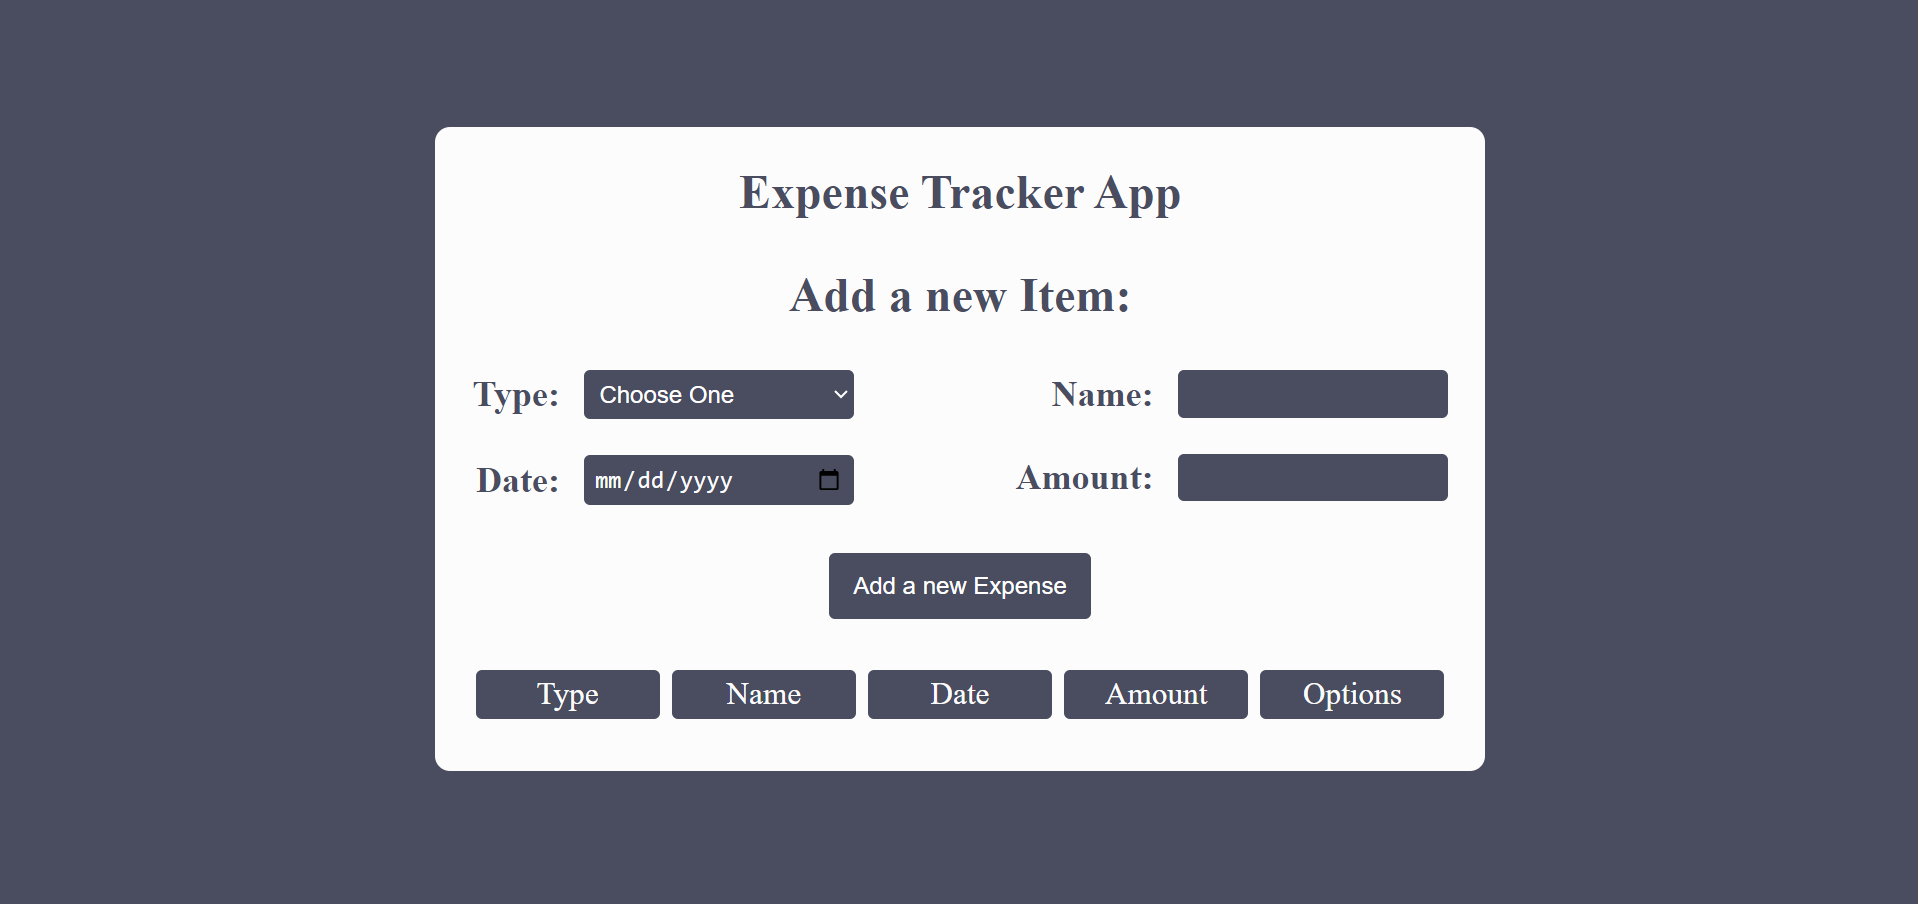 Expense Tracker App
Add a new Item:
Type: Choose One Name:
Date: mm/dd/yyyy Amount:
Add a new Expense
Type Name Date Amount Options